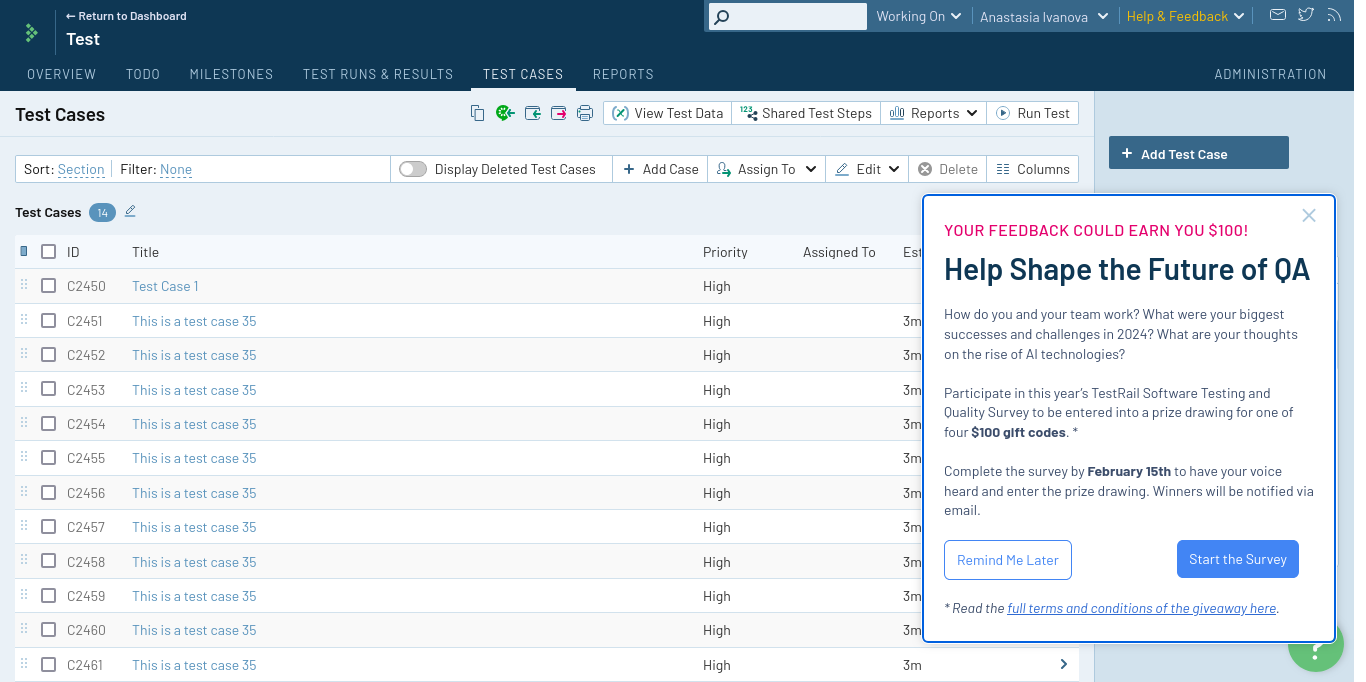 ← Return to Dashboard
Test
Working On
Anastasia Ivanova
Help & Feedback
OVERVIEW TODO MILESTONES TEST RUNS & RESULTS TEST CASES REPORTS ADMINISTRATION
Test Cases
View Test Data
123 Shared Test Steps
Reports
Run Test
Sort: Section Filter: None
Display Deleted Test Cases
Add Case
Assign To
Edit
Delete
Columns
+ Add Test Case
Test Cases 14
ID Title Priority Assigned To Est
C2450 Test Case 1 High
C2451 This is a test case 35 High 3m
C2452 This is a test case 35 High 3m
C2453 This is a test case 35 High 3m
C2454 This is a test case 35 High 3m
C2455 This is a test case 35 High 3m
C2456 This is a test case 35 High 3m
C2457 This is a test case 35 High 3m
C2458 This is a test case 35 High 3m
C2459 This is a test case 35 High 3m
C2460 This is a test case 35 High 3m
C2461 This is a test case 35 High 3m
YOUR FEEDBACK COULD EARN YOU $100!
Help Shape the Future of QA
How do you and your team work? What were your biggest
successes and challenges in 2024? What are your thoughts
on the rise of AI technologies?
Participate in this year's TestRail Software Testing and
Quality Survey to be entered into a prize drawing for one of
four $100 gift codes. *
Complete the survey by February 15th to have your voice
heard and enter the prize drawing. Winners will be notified via
email.
Remind Me Later
Start the Survey
* Read the full terms and conditions of the giveaway here.
?